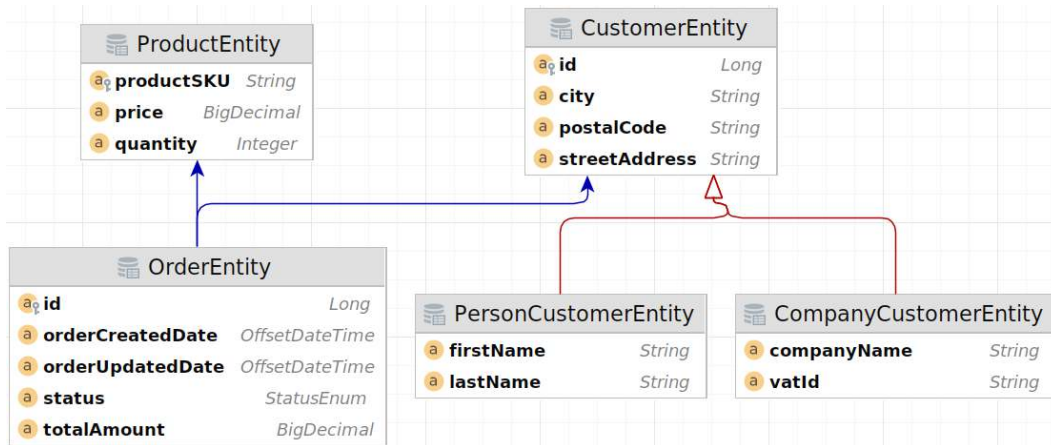 ProductEntity
productSKU String
price BigDecimal
quantity Integer
CustomerEntity
id Long
city String
postalCode String
streetAddress String
OrderEntity
id Long
orderCreatedDate OffsetDateTime
orderUpdatedDate OffsetDateTime
status StatusEnum
totalAmount BigDecimal
PersonCustomerEntity
firstName String
lastName String
CompanyCustomerEntity
companyName String
vatId String